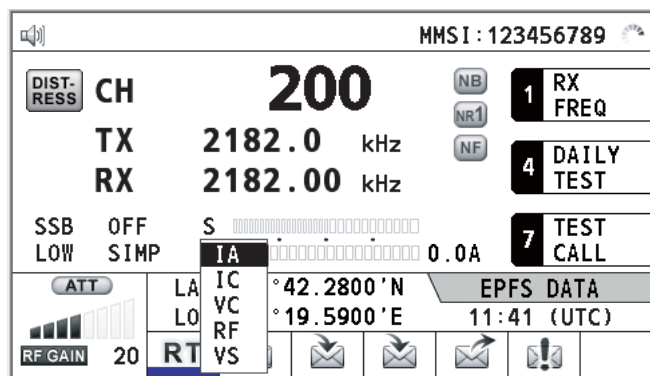 MMSI:123456789
DIST-
RESS
CH 200
NB
NR1
NF
1 RX
FREQ
TX 2182.0 kHz
RX 2182.00 kHz
4 DAILY
TEST
SSB OFF S
LOW SIMP
0.0A
7 TEST
CALL
IA
IC
VC
RF
VS
ATT
LA °42.2800'N
LO °19.5900'E
EPFS DATA
11:41 (UTC)
RF GAIN 20
RT